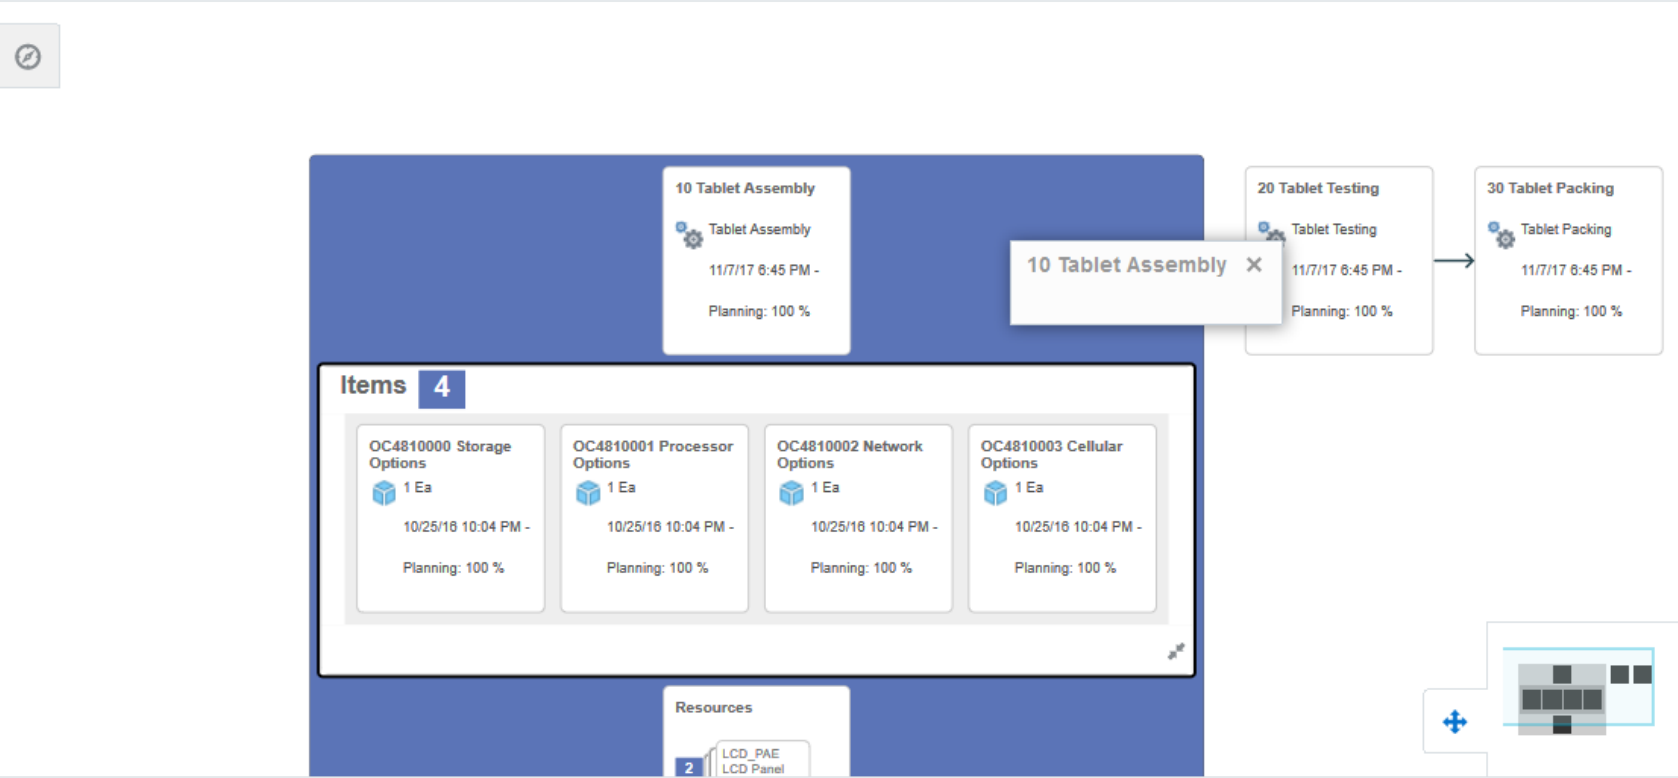 10 Tablet Assembly
Tablet Assembly
11/7/17 6:45 PM -
Planning: 100 %
20 Tablet Testing
Tablet Testing
11/7/17 6:45 PM -
Planning: 100 %
30 Tablet Packing
Tablet Packing
11/7/17 6:45 PM -
Planning: 100 %
10 Tablet Assembly
Items 4
OC4810000 Storage
Options
1 Ea
10/25/16 10:04 PM -
Planning: 100 %
OC4810001 Processor
Options
1 Ea
10/25/16 10:04 PM -
Planning: 100 %
OC4810002 Network
Options
1 Ea
10/25/16 10:04 PM -
Planning: 100 %
OC4810003 Cellular
Options
1 Ea
10/25/16 10:04 PM -
Planning: 100 %
Resources
2
LCD_PAE
LCD Panel